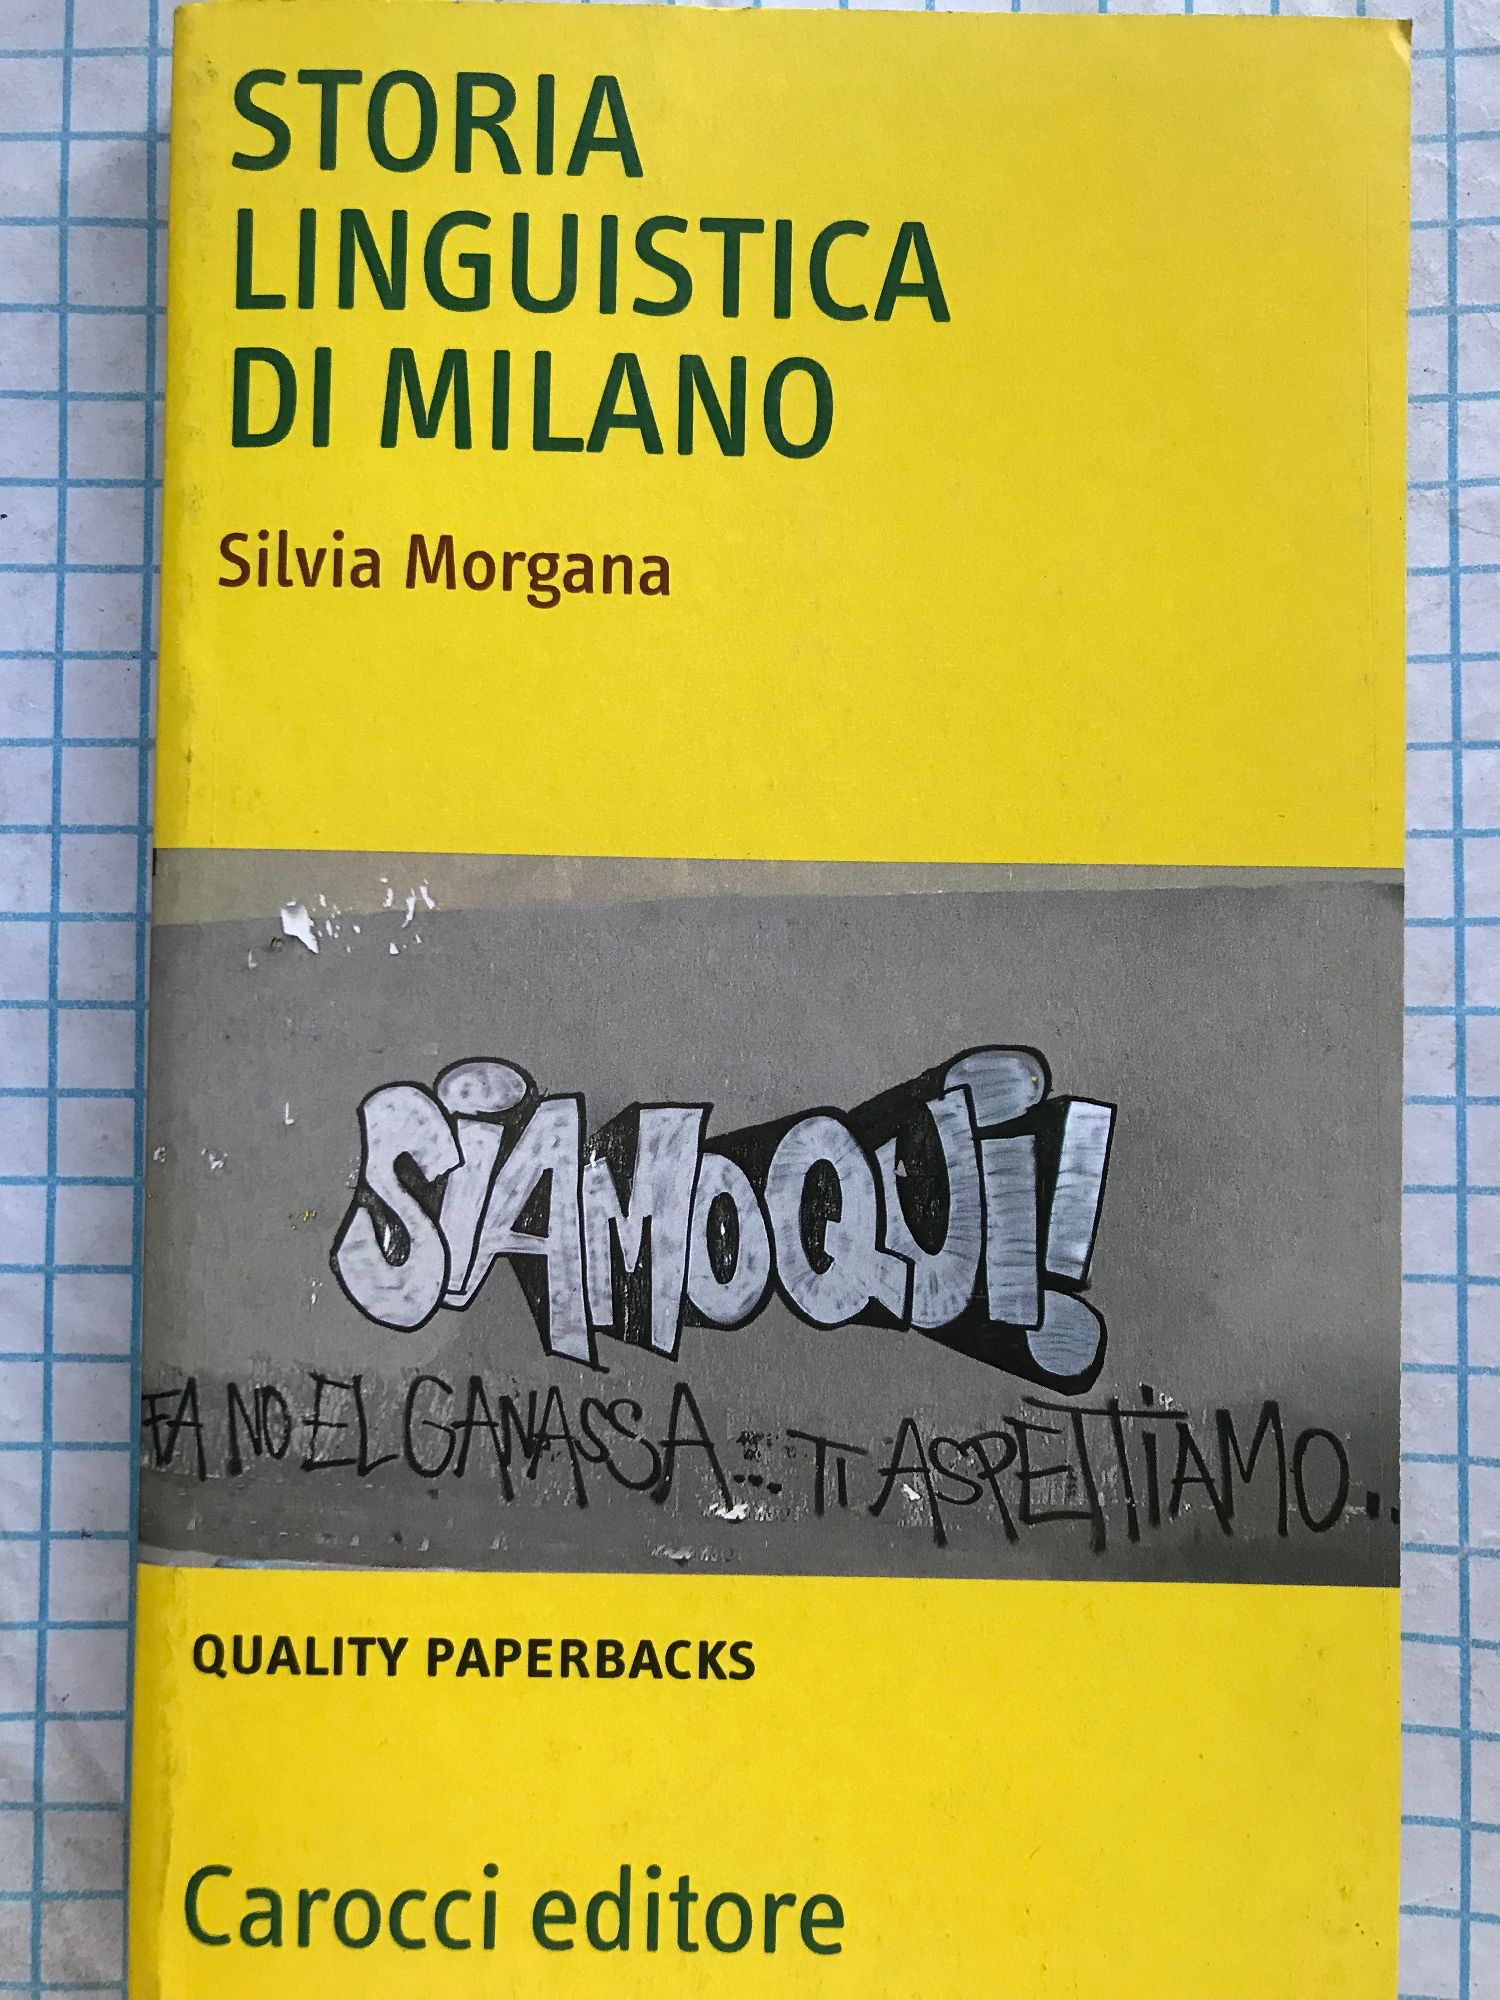 STORIA
LINGUISTICA
DI MILANO
Silvia Morgana
SiAMOQUi!
FA NO EL GANASSA... TI ASPETTiAMO..
QUALITY PAPERBACKS
Carocci editore